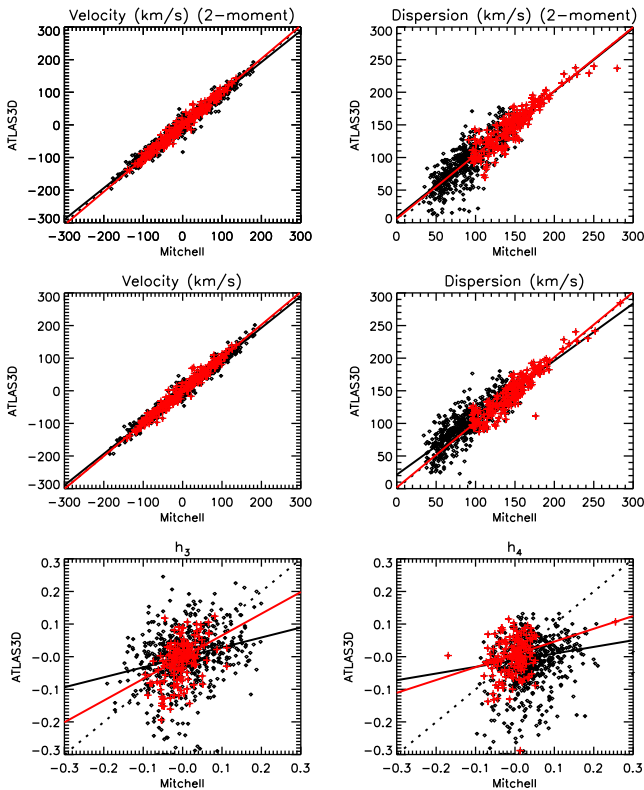 Velocity (km/s) (2-moment)
300
200
100
0
−100
−200
−300
ATLAS3D
−300 −200 −100 0 100 200 300
Mitchell
Dispersion (km/s) (2-moment)
300
250
200
150
100
50
0
ATLAS3D
0 50 100 150 200 250 300
Mitchell
Velocity (km/s)
300
200
100
0
−100
−200
−300
ATLAS3D
−300 −200 −100 0 100 200 300
Mitchell
Dispersion (km/s)
300
250
200
150
100
50
0
ATLAS3D
0 50 100 150 200 250 300
Mitchell
h3
0.3
0.2
0.1
−0.0
−0.1
−0.2
−0.3
ATLAS3D
−0.3 −0.2 −0.1 −0.0 0.1 0.2 0.3
Mitchell
h4
0.3
0.2
0.1
−0.0
−0.1
−0.2
−0.3
ATLAS3D
−0.3 −0.2 −0.1 −0.0 0.1 0.2 0.3
Mitchell